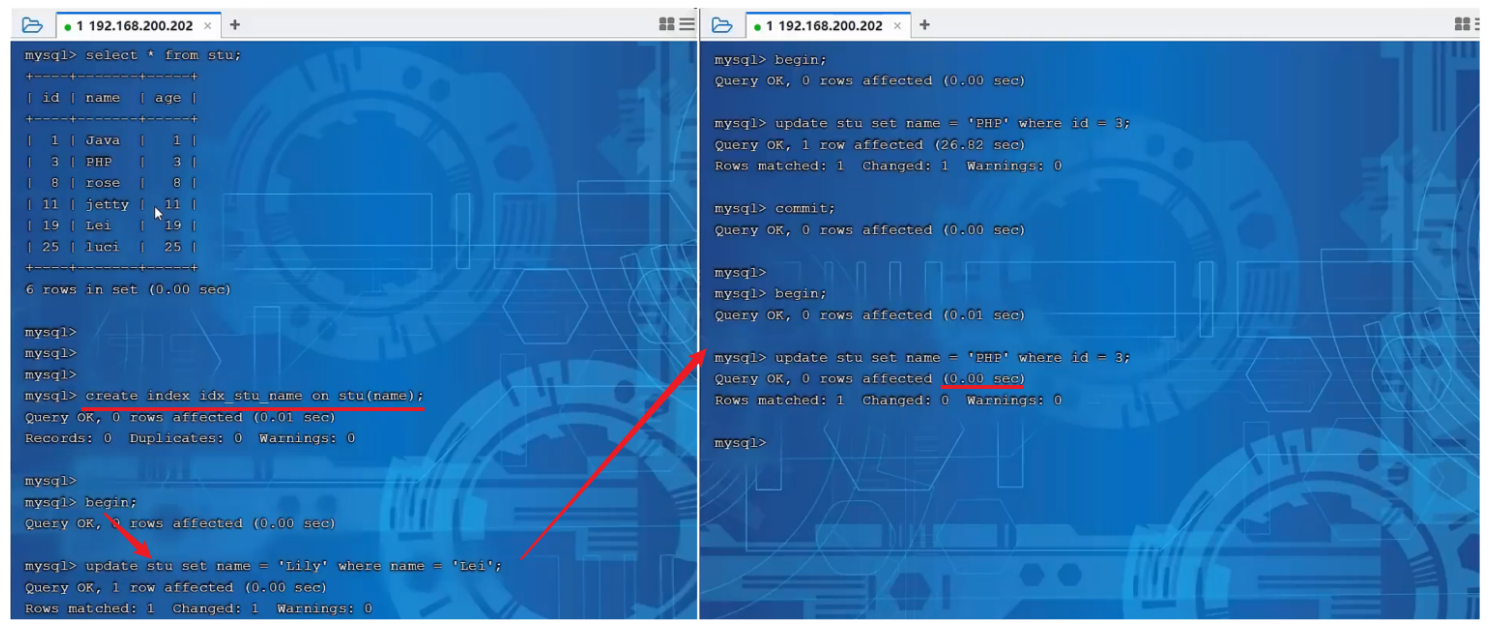 1 192.168.200.202 × +
mysql> select * from stu;
+----+-------+-----+
| id | name  | age |
+----+-------+-----+
|  1 | Java  |   1 |
|  3 | PHP   |   3 |
|  8 | rose  |   8 |
| 11 | jetty |  11 |
| 19 | Lei   |  19 |
| 25 | luci  |  25 |
+----+-------+-----+
6 rows in set (0.00 sec)
mysql>
mysql>
mysql>
mysql> create index idx_stu_name on stu(name);
Query OK, 0 rows affected (0.01 sec)
Records: 0  Duplicates: 0  Warnings: 0
mysql>
mysql> begin;
Query OK, 0 rows affected (0.00 sec)
mysql> update stu set name = 'Lily' where name = 'Lei';
Query OK, 1 row affected (0.00 sec)
Rows matched: 1  Changed: 1  Warnings: 0
1 192.168.200.202 × +
mysql> begin;
Query OK, 0 rows affected (0.00 sec)
mysql> update stu set name = 'PHP' where id = 3;
Query OK, 1 row affected (26.82 sec)
Rows matched: 1  Changed: 1  Warnings: 0
mysql> commit;
Query OK, 0 rows affected (0.00 sec)
mysql>
mysql> begin;
Query OK, 0 rows affected (0.01 sec)
mysql> update stu set name = 'PHP' where id = 3;
Query OK, 0 rows affected (0.00 sec)
Rows matched: 1  Changed: 0  Warnings: 0
mysql>